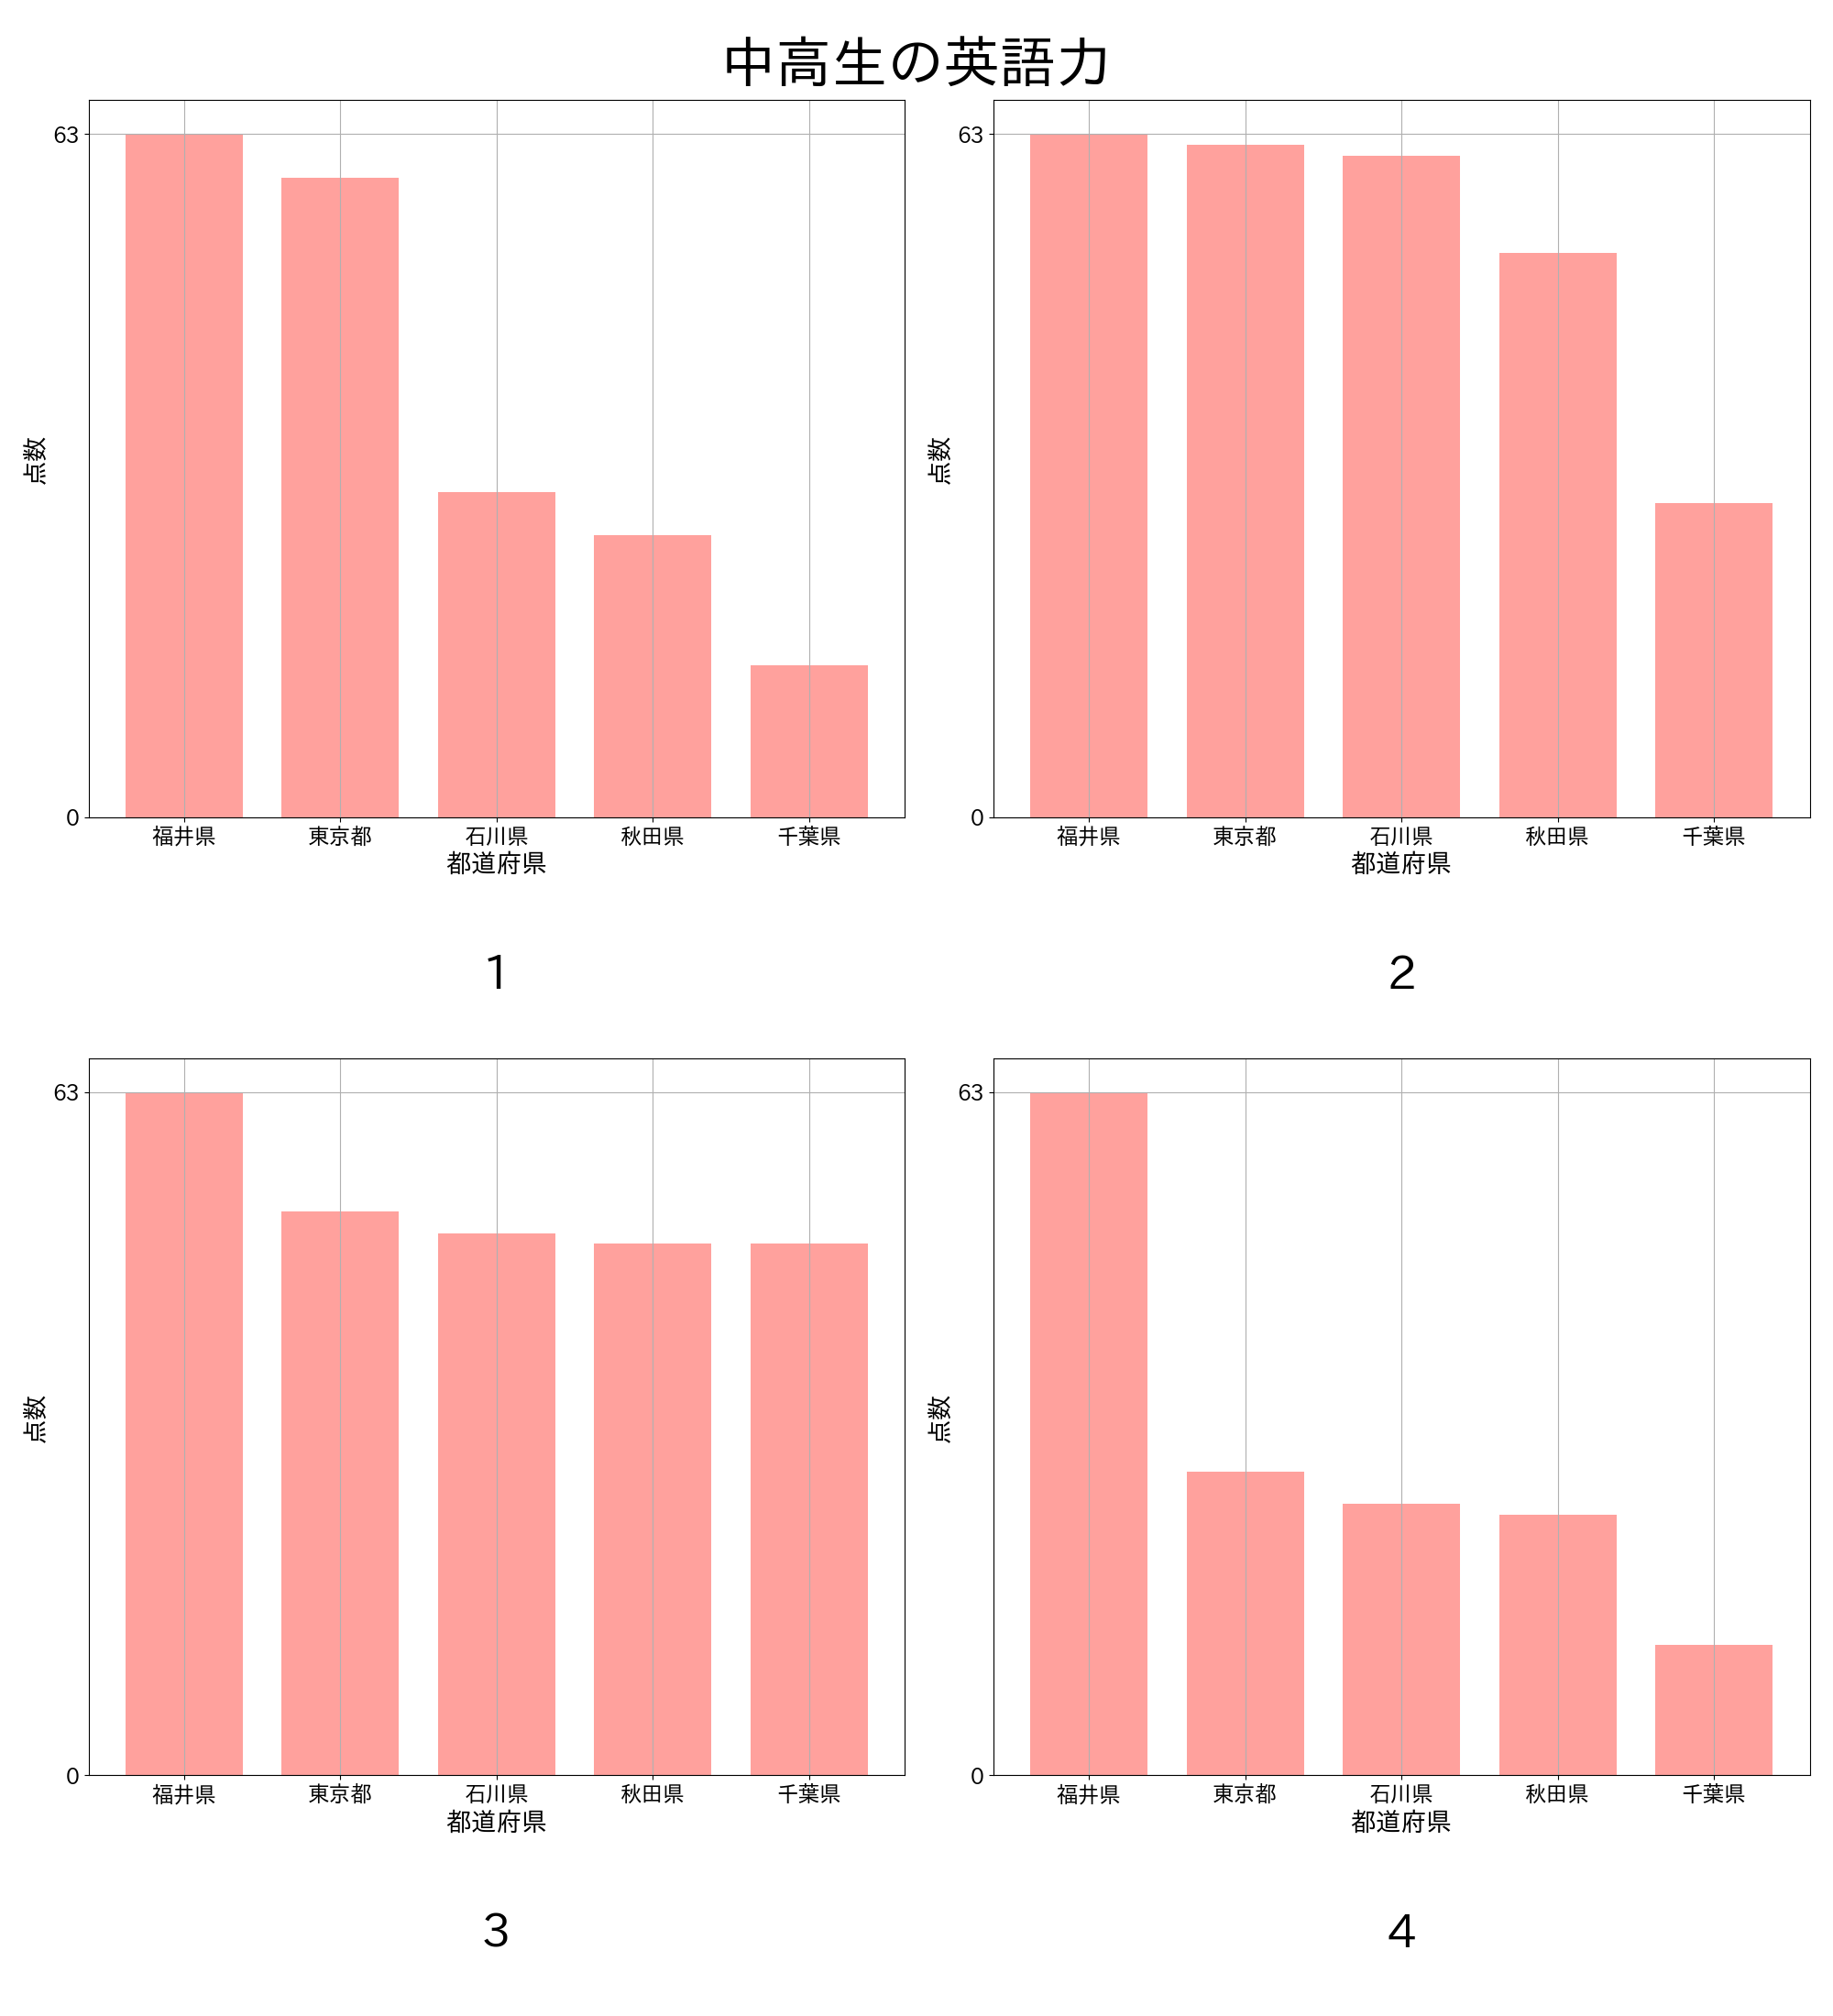 中高生の英語力
63
点数
0
福井県 東京都 石川県 秋田県 千葉県
都道府県
1
63
点数
0
福井県 東京都 石川県 秋田県 千葉県
都道府県
2
63
点数
0
福井県 東京都 石川県 秋田県 千葉県
都道府県
3
63
点数
0
福井県 東京都 石川県 秋田県 千葉県
都道府県
4